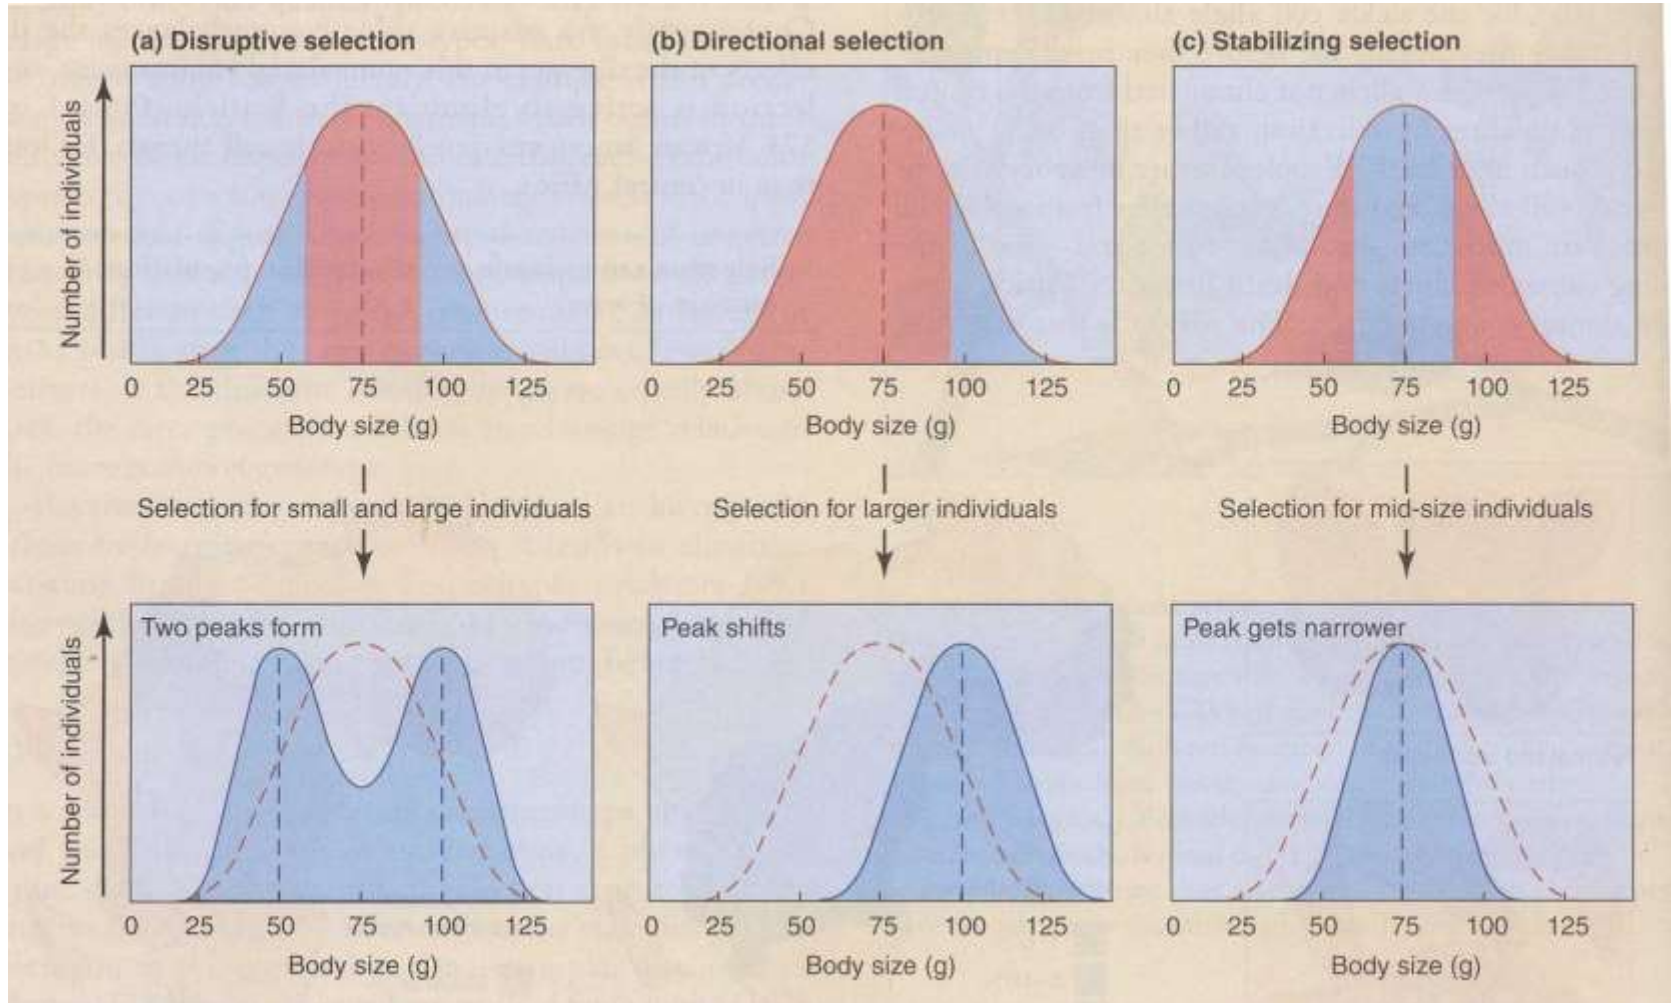 (a) Disruptive selection
(b) Directional selection
(c) Stabilizing selection
Number of individuals
0 25 50 75 100 125
Body size (g)
0 25 50 75 100 125
Body size (g)
0 25 50 75 100 125
Body size (g)
Selection for small and large individuals
Selection for larger individuals
Selection for mid-size individuals
Number of individuals
Two peaks form
Peak shifts
Peak gets narrower
0 25 50 75 100 125
Body size (g)
0 25 50 75 100 125
Body size (g)
0 25 50 75 100 125
Body size (g)